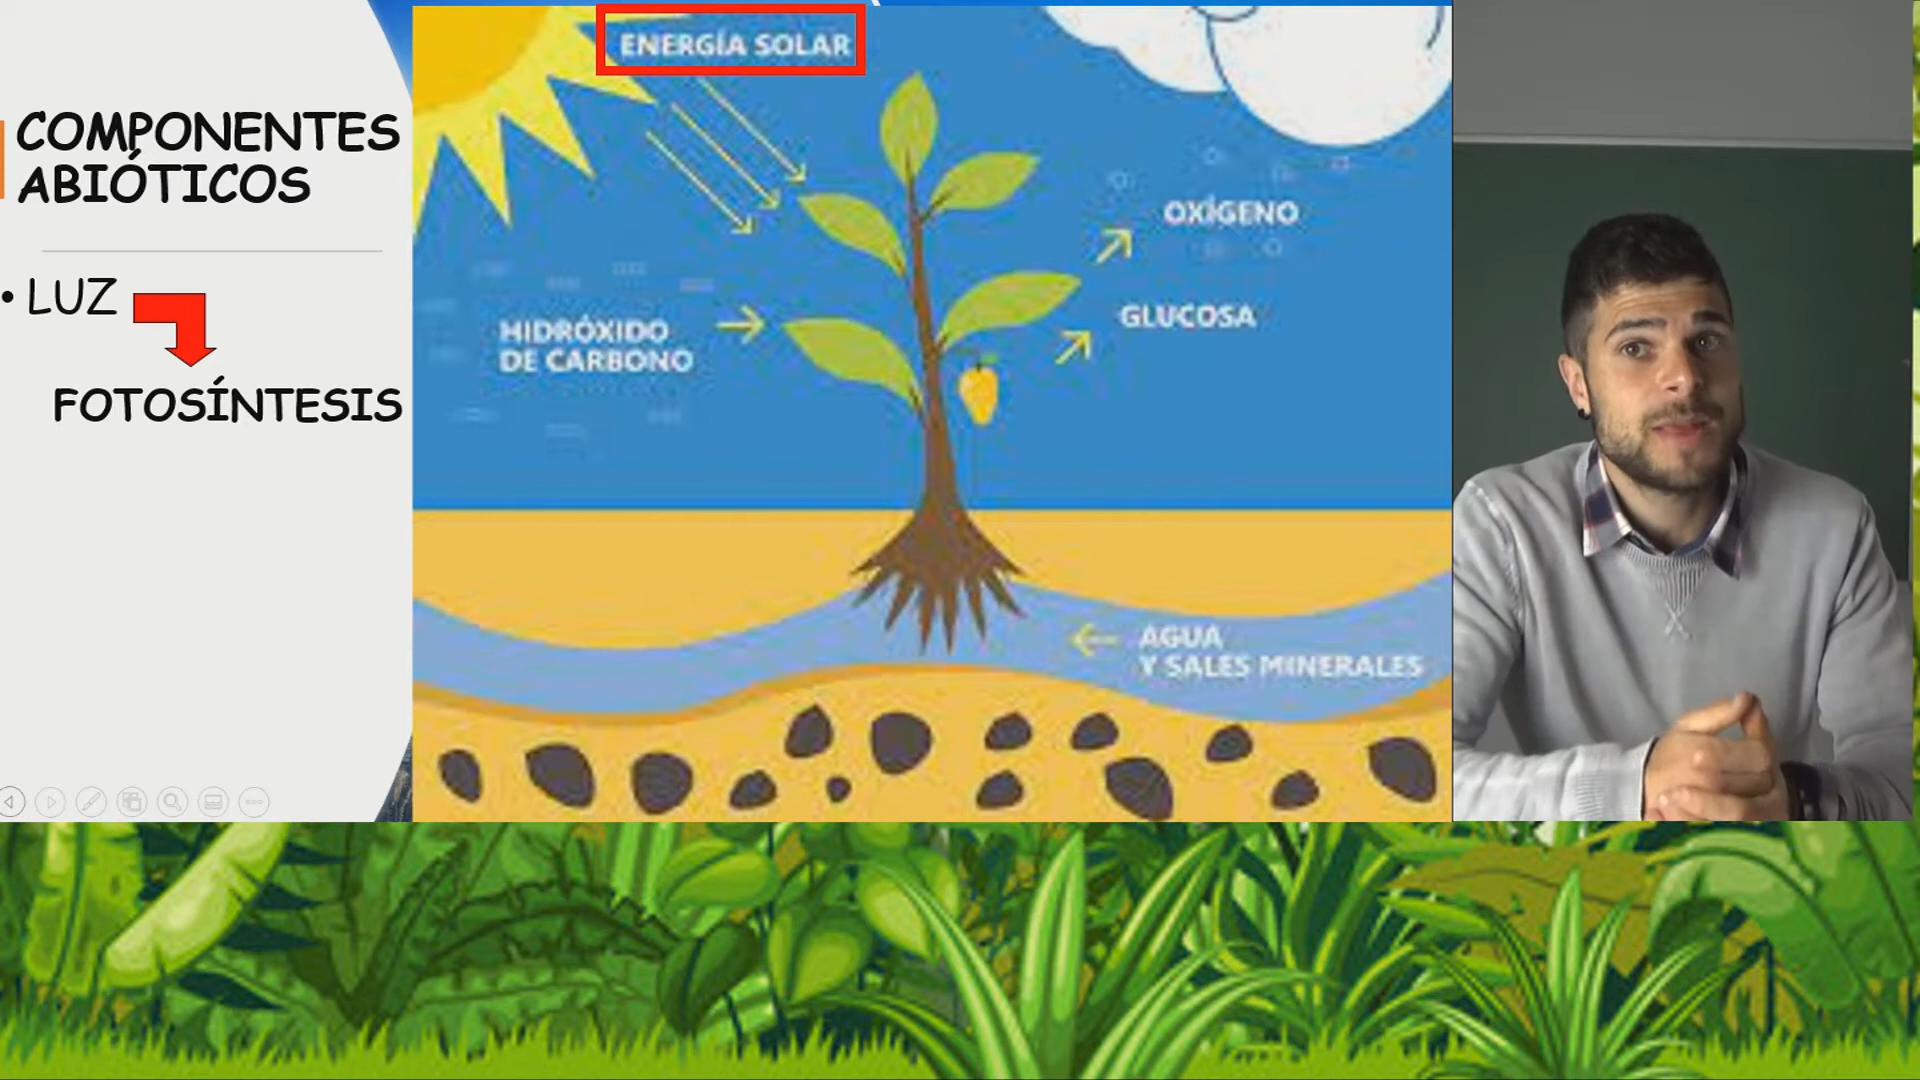 COMPONENTES
ABIÓTICOS
• LUZ
FOTOSÍNTESIS
ENERGÍA SOLAR
OXÍGENO
GLUCOSA
HIDRÓXIDO
DE CARBONO
AGUA
Y SALES MINERALES